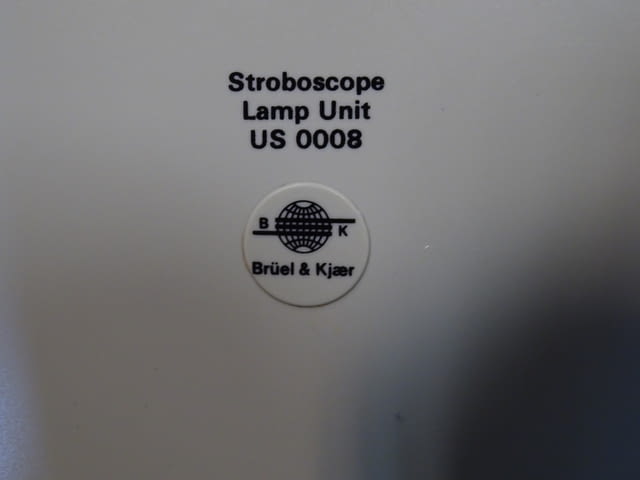 Stroboscope
Lamp Unit
US 0008
B K
Brüel & Kjær